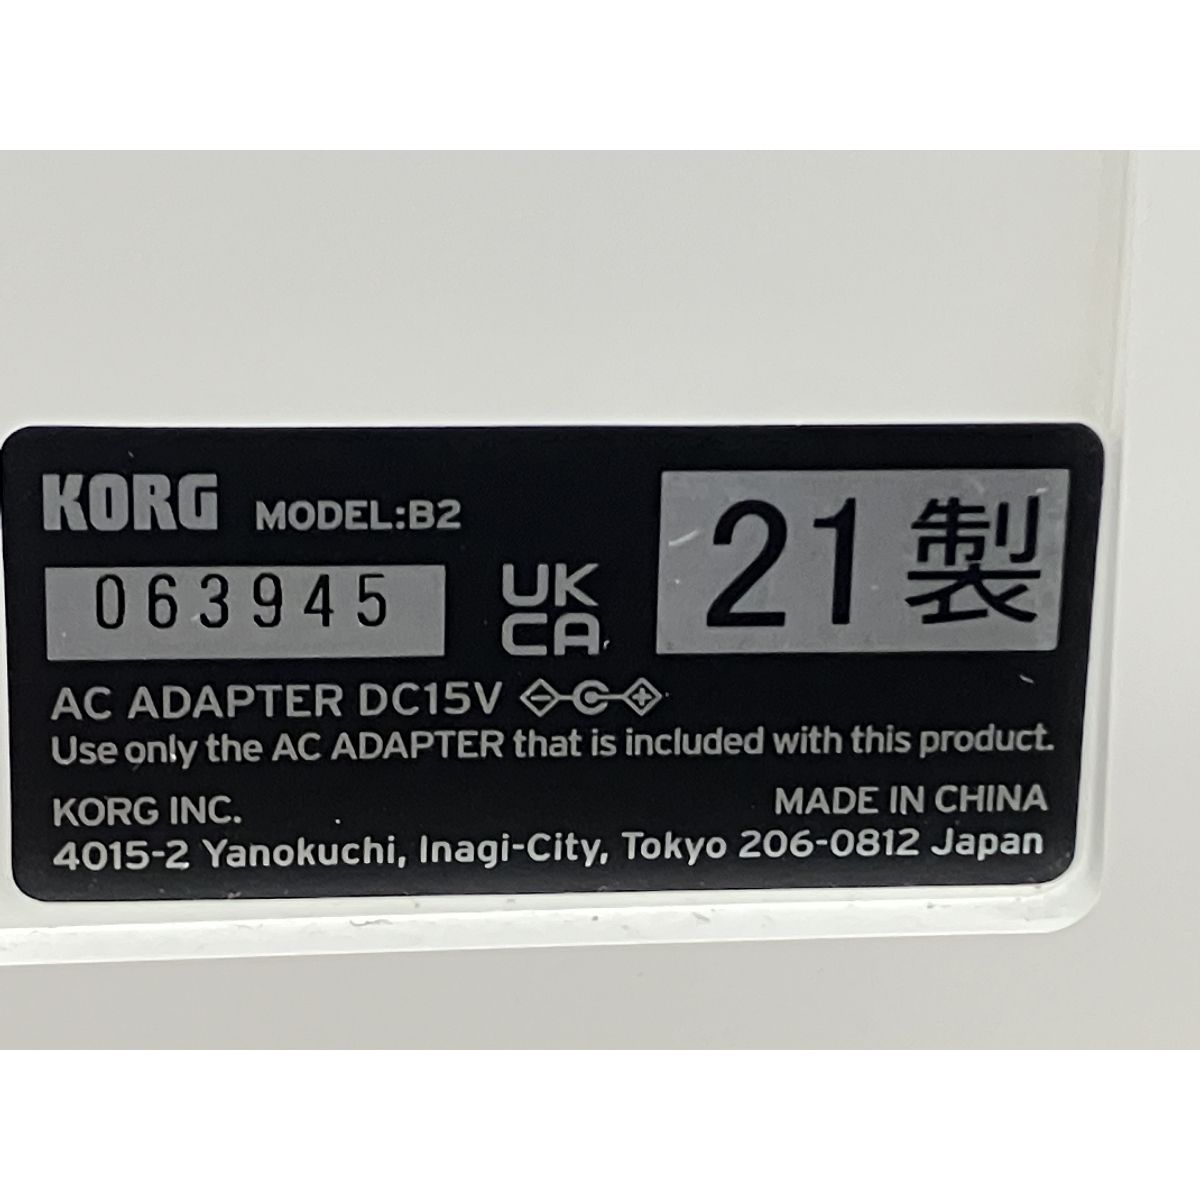 KORG MODEL:B2
063945
UK
CA
21製
AC ADAPTER DC15V
Use only the AC ADAPTER that is included with this product.
KORG INC.
MADE IN CHINA
4015-2 Yanokuchi, Inagi-City, Tokyo 206-0812 Japan